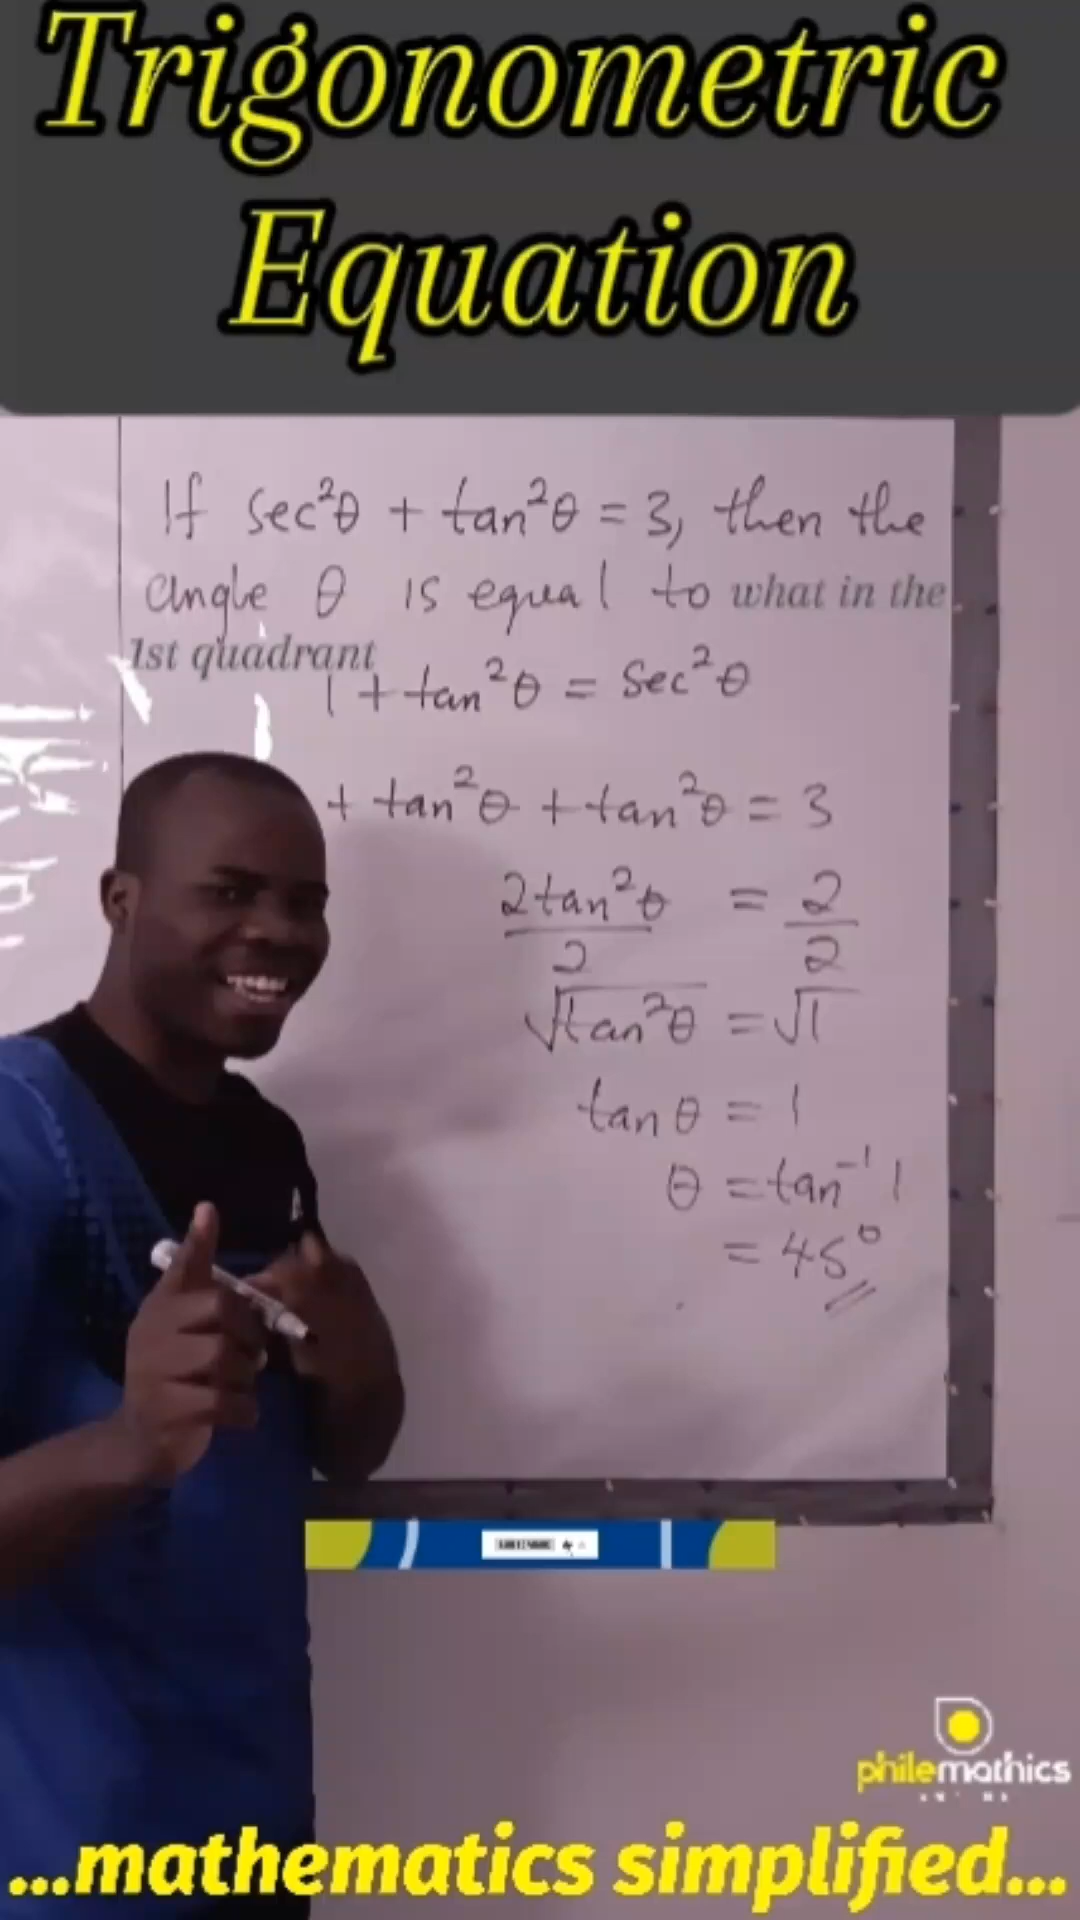 Trigonometric
Equation
If sec²θ + tan²θ = 3, then the
angle θ is equal to what in the
1st quadrant
1 + tan²θ = sec²θ
+ tan²θ + tan²θ = 3
2tan²θ/2 = 2/2
√tan²θ = √1
tan θ = 1
θ = tan⁻¹ 1
= 45°
philemathics
...mathematics simplified...